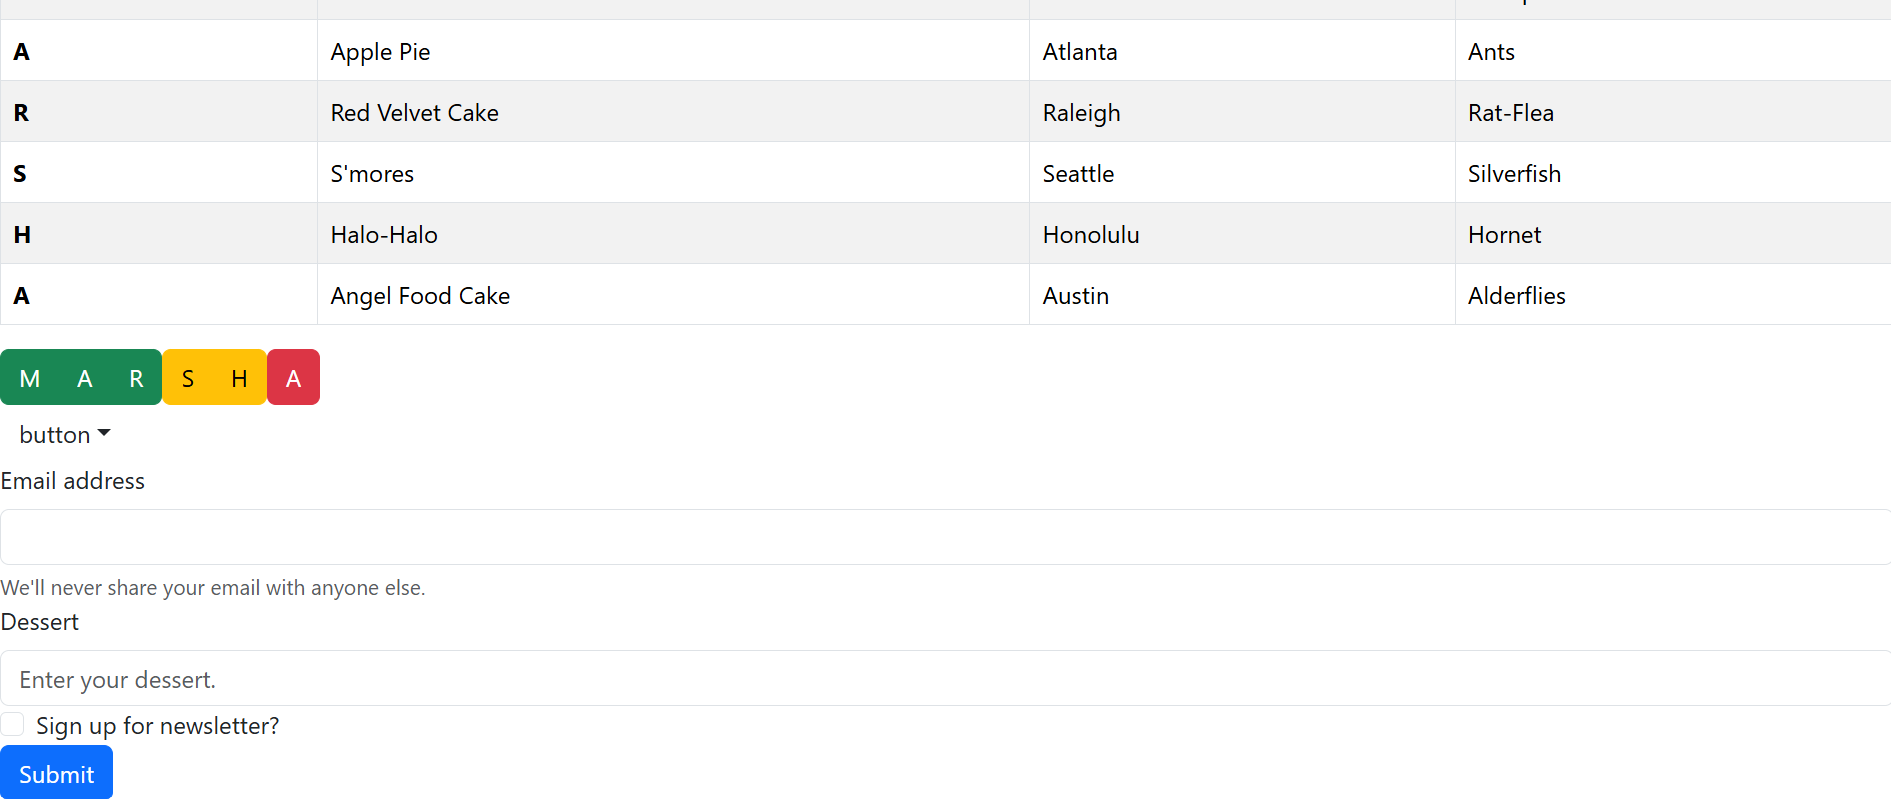 A Apple Pie Atlanta Ants
R Red Velvet Cake Raleigh Rat-Flea
S S'mores Seattle Silverfish
H Halo-Halo Honolulu Hornet
A Angel Food Cake Austin Alderflies
M A R S H A
button
Email address
We'll never share your email with anyone else.
Dessert
Enter your dessert.
Sign up for newsletter?
Submit